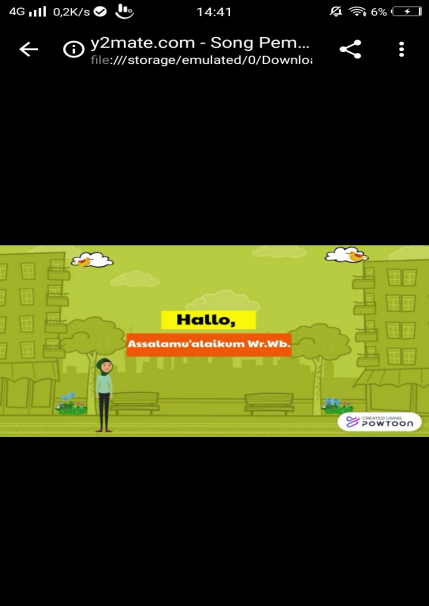 4G 0,2K/s 14:41 6%
y2mate.com - Song Pem...
file:///storage/emulated/0/Downloa
Hallo,
Assalamu'alaikum Wr.Wb.
CREATED USING
POWTOON